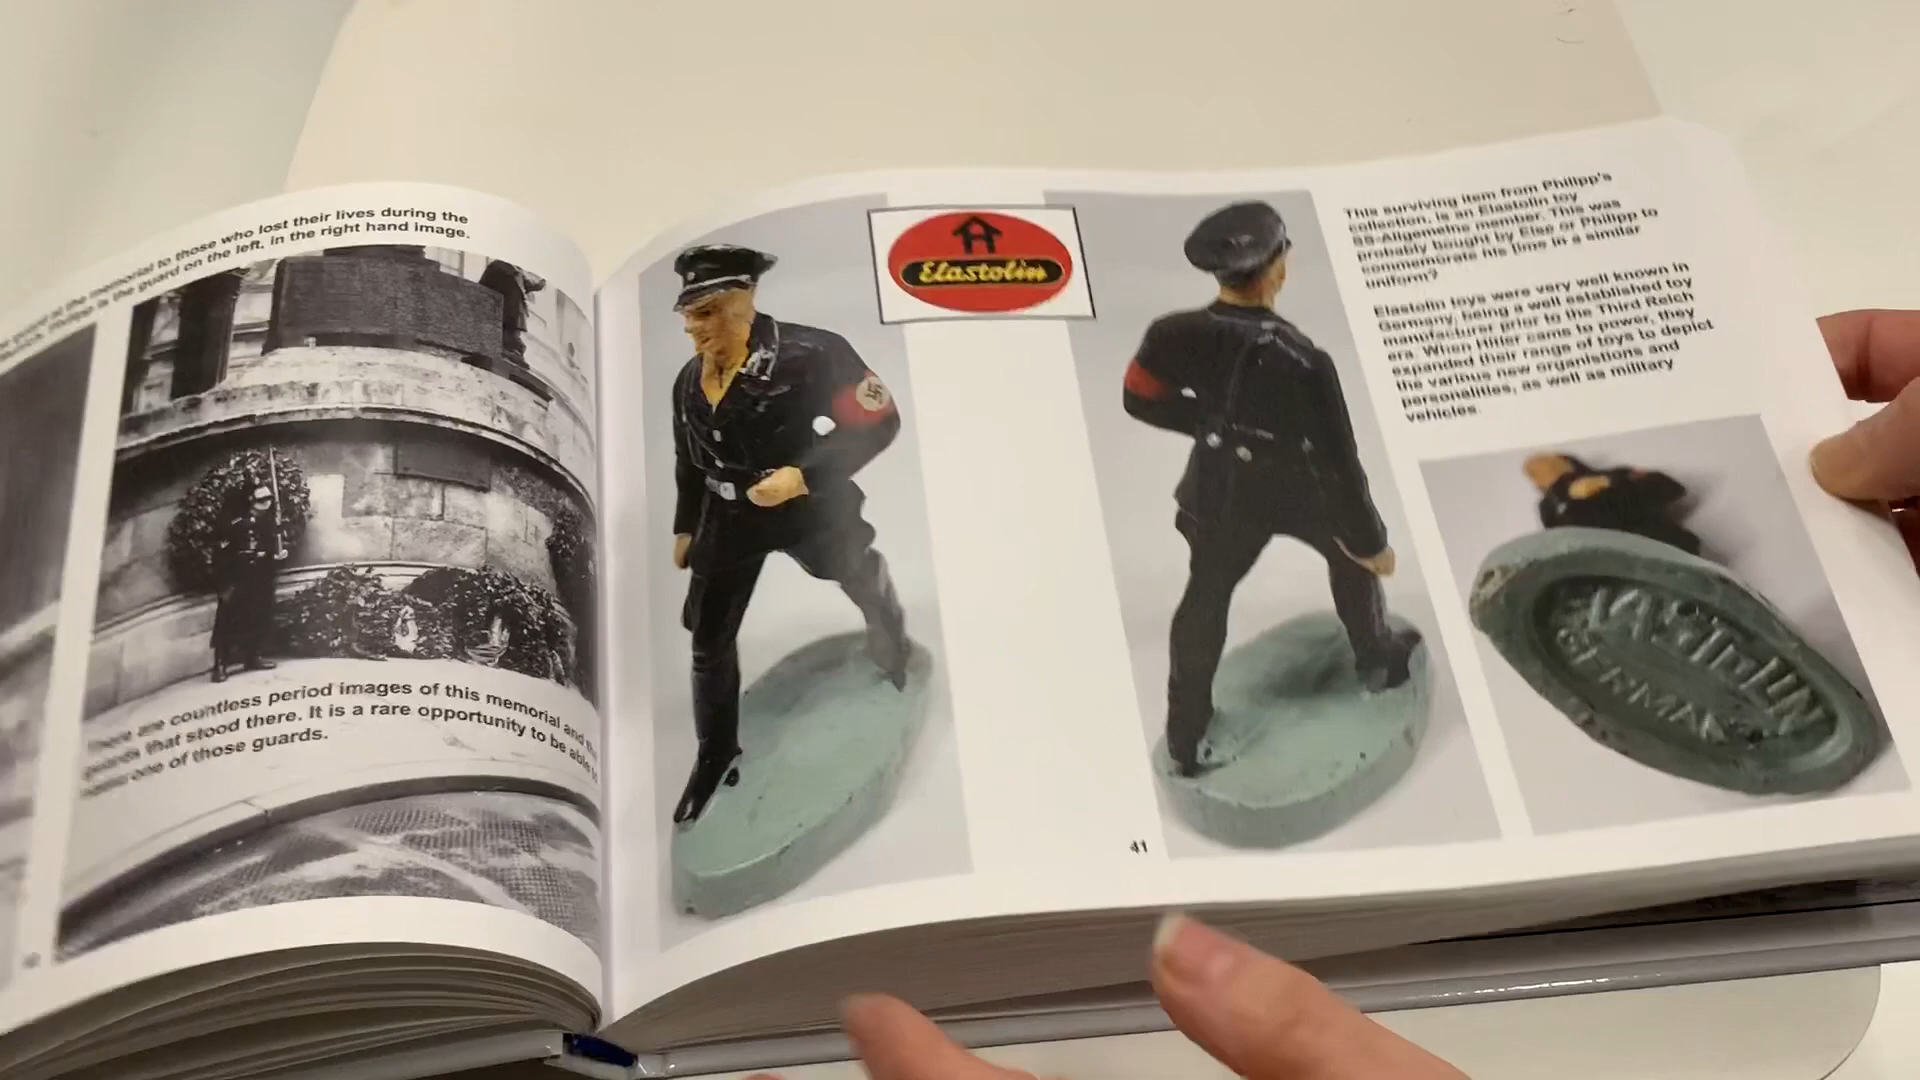 at the memorial to those who lost their lives during the
Philipp is the guard on the left, in the right hand image.
There are countless period images of this memorial and
guards that stood there. It is a rare opportunity to be able
one of those guards.
Elastolin
41
This surviving item from Philipp's
collection, is an Elastolin toy
SS-Allgemeine member. This was
probably bought by Else or Philipp to
commemorate his time in a similar
uniform?
Elastolin toys were very well known in
Germany, being a well established toy
manufacturer prior to the Third Reich
era. When Hitler came to power, they
expanded their range of toys to depict
the various new organistions and
personalities, as well as military
vehicles.
ELASTOLIN
GERMANY